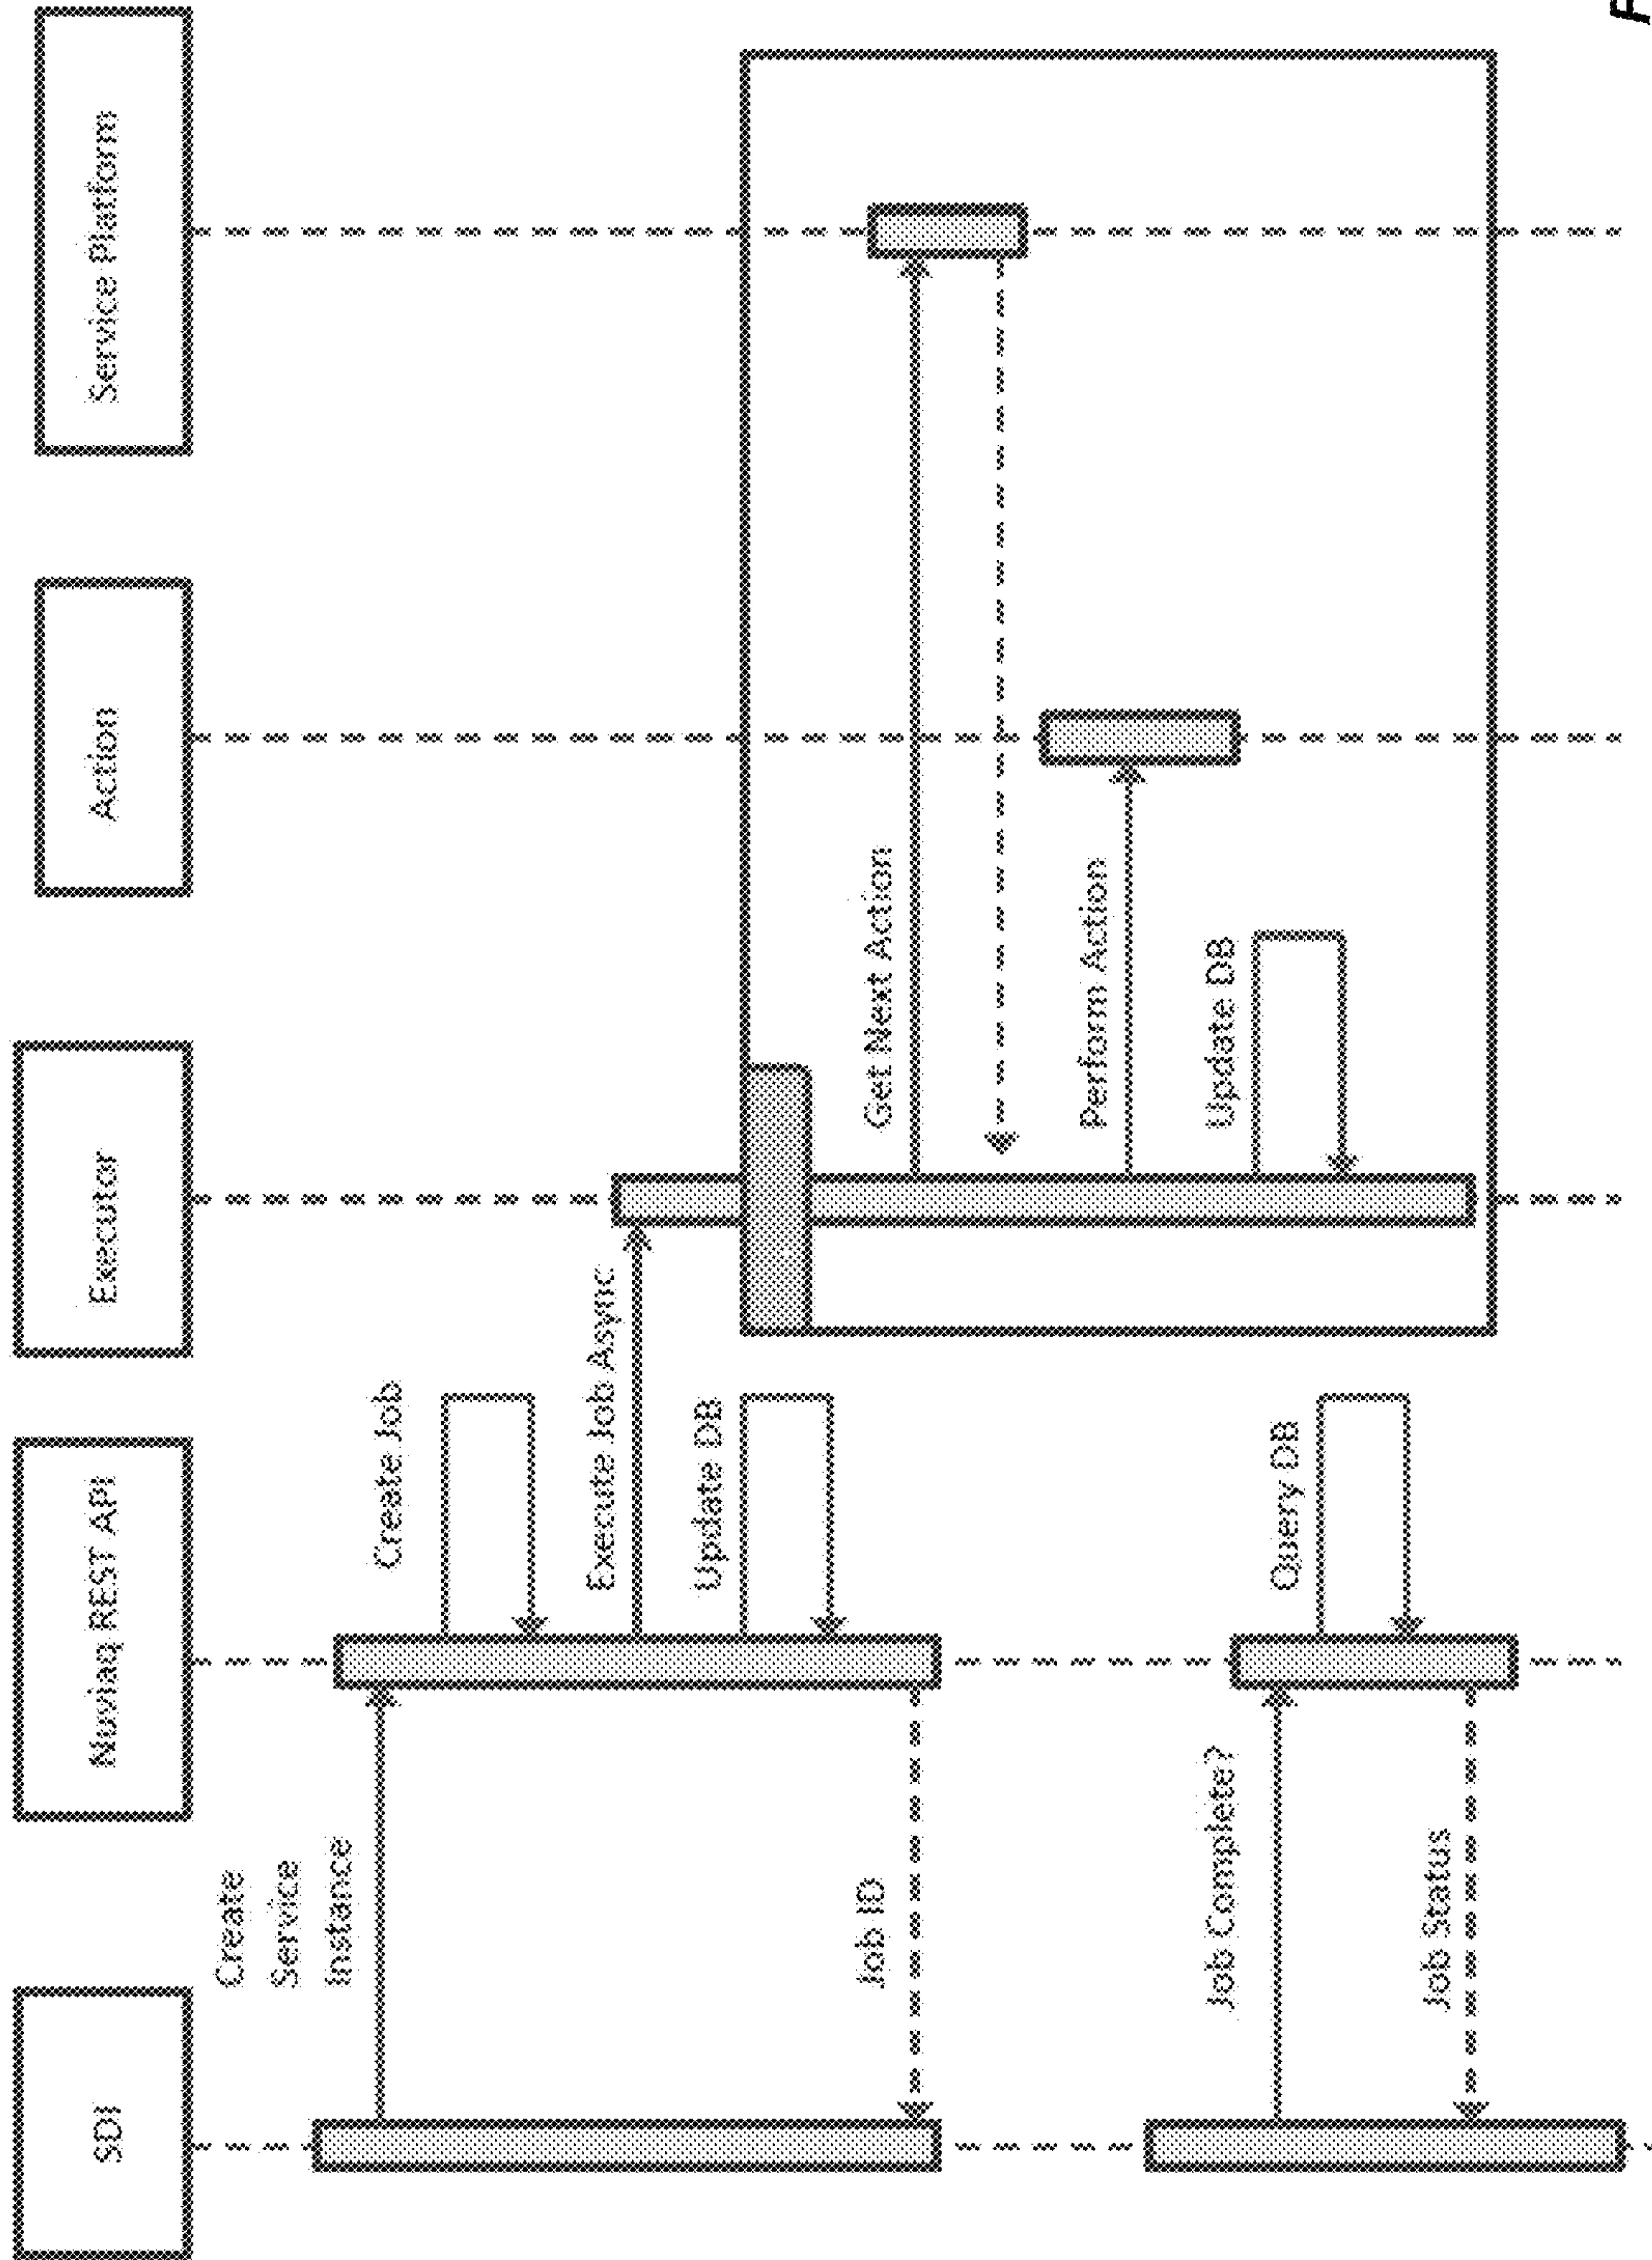 SDI
Nuviaq REST API
Executor
Action
Service Platform
Create
Service
Instance
Create Job
Execute Job Async
Update DB
Job ID
Get Next Action
Perform Action
Update DB
Job Complete?
Query DB
Job Status
F